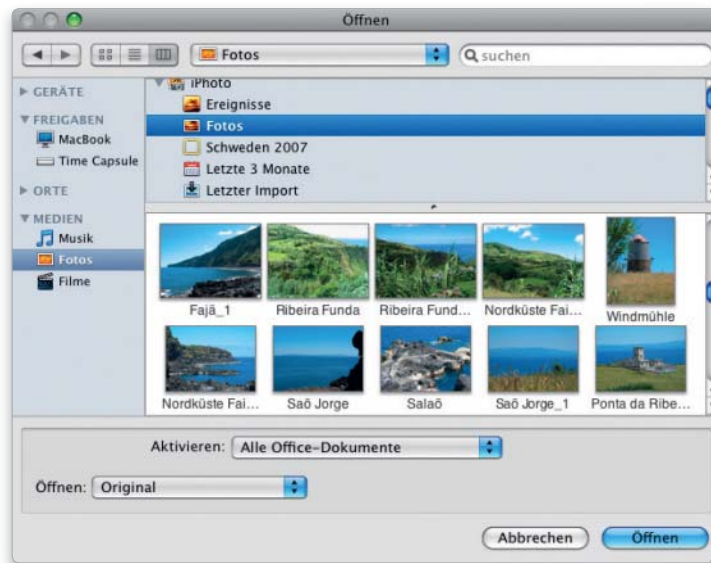 Öffnen
Fotos
suchen
GERÄTE
FREIGABEN
MacBook
Time Capsule
ORTE
MEDIEN
Musik
Fotos
Filme
iPhoto
Ereignisse
Fotos
Schweden 2007
Letzte 3 Monate
Letzter Import
Fajã_1
Ribeira Funda
Ribeira Fund...
Nordküste Fai...
Windmühle
Nordküste Fai...
Saõ Jorge
Salaõ
Saõ Jorge_1
Ponta da Ribe...
Aktivieren: Alle Office-Dokumente
Öffnen: Original
Abbrechen
Öffnen